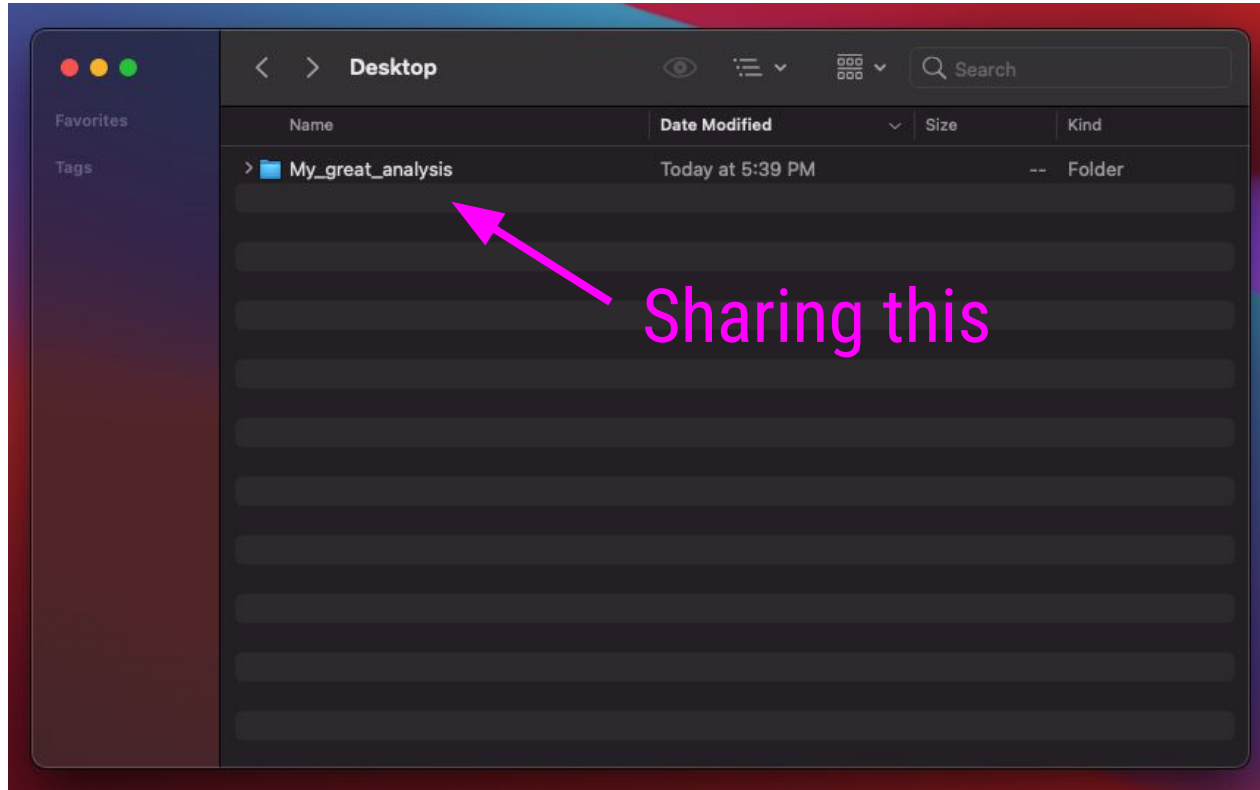 Desktop
Search
Favorites
Tags
Name Date Modified Size Kind
My_great_analysis Today at 5:39 PM -- Folder
Sharing this